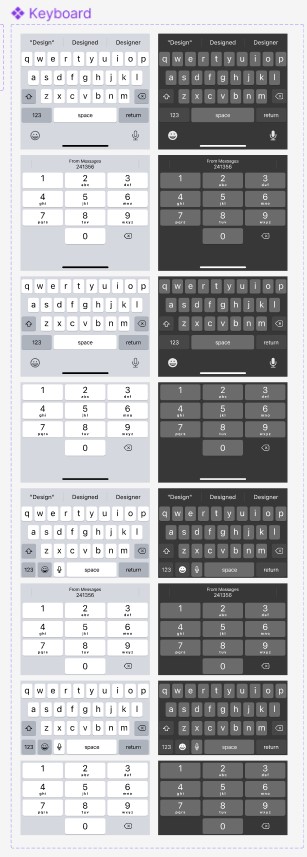 Keyboard
"Design" Designed Designer
q w e r t y u i o p
a s d f g h j k l
z x c v b n m
123 space return
"Design" Designed Designer
q w e r t y u i o p
a s d f g h j k l
z x c v b n m
123 space return
From Messages
241356
1 2 3
abc def
4 5 6
ghi jkl mno
7 8 9
pqrs tuv wxyz
0
From Messages
241356
1 2 3
abc def
4 5 6
ghi jkl mno
7 8 9
pqrs tuv wxyz
0
q w e r t y u i o p
a s d f g h j k l
z x c v b n m
123 space return
q w e r t y u i o p
a s d f g h j k l
z x c v b n m
123 space return
1 2 3
abc def
4 5 6
ghi jkl mno
7 8 9
pqrs tuv wxyz
0
1 2 3
abc def
4 5 6
ghi jkl mno
7 8 9
pqrs tuv wxyz
0
"Design" Designed Designer
q w e r t y u i o p
a s d f g h j k l
z x c v b n m
123 space return
"Design" Designed Designer
q w e r t y u i o p
a s d f g h j k l
z x c v b n m
123 space return
From Messages
241356
1 2 3
abc def
4 5 6
ghi jkl mno
7 8 9
pqrs tuv wxyz
0
From Messages
241356
1 2 3
abc def
4 5 6
ghi jkl mno
7 8 9
pqrs tuv wxyz
0
q w e r t y u i o p
a s d f g h j k l
z x c v b n m
123 space return
q w e r t y u i o p
a s d f g h j k l
z x c v b n m
123 space return
1 2 3
abc def
4 5 6
ghi jkl mno
7 8 9
pqrs tuv wxyz
0
1 2 3
abc def
4 5 6
ghi jkl mno
7 8 9
pqrs tuv wxyz
0